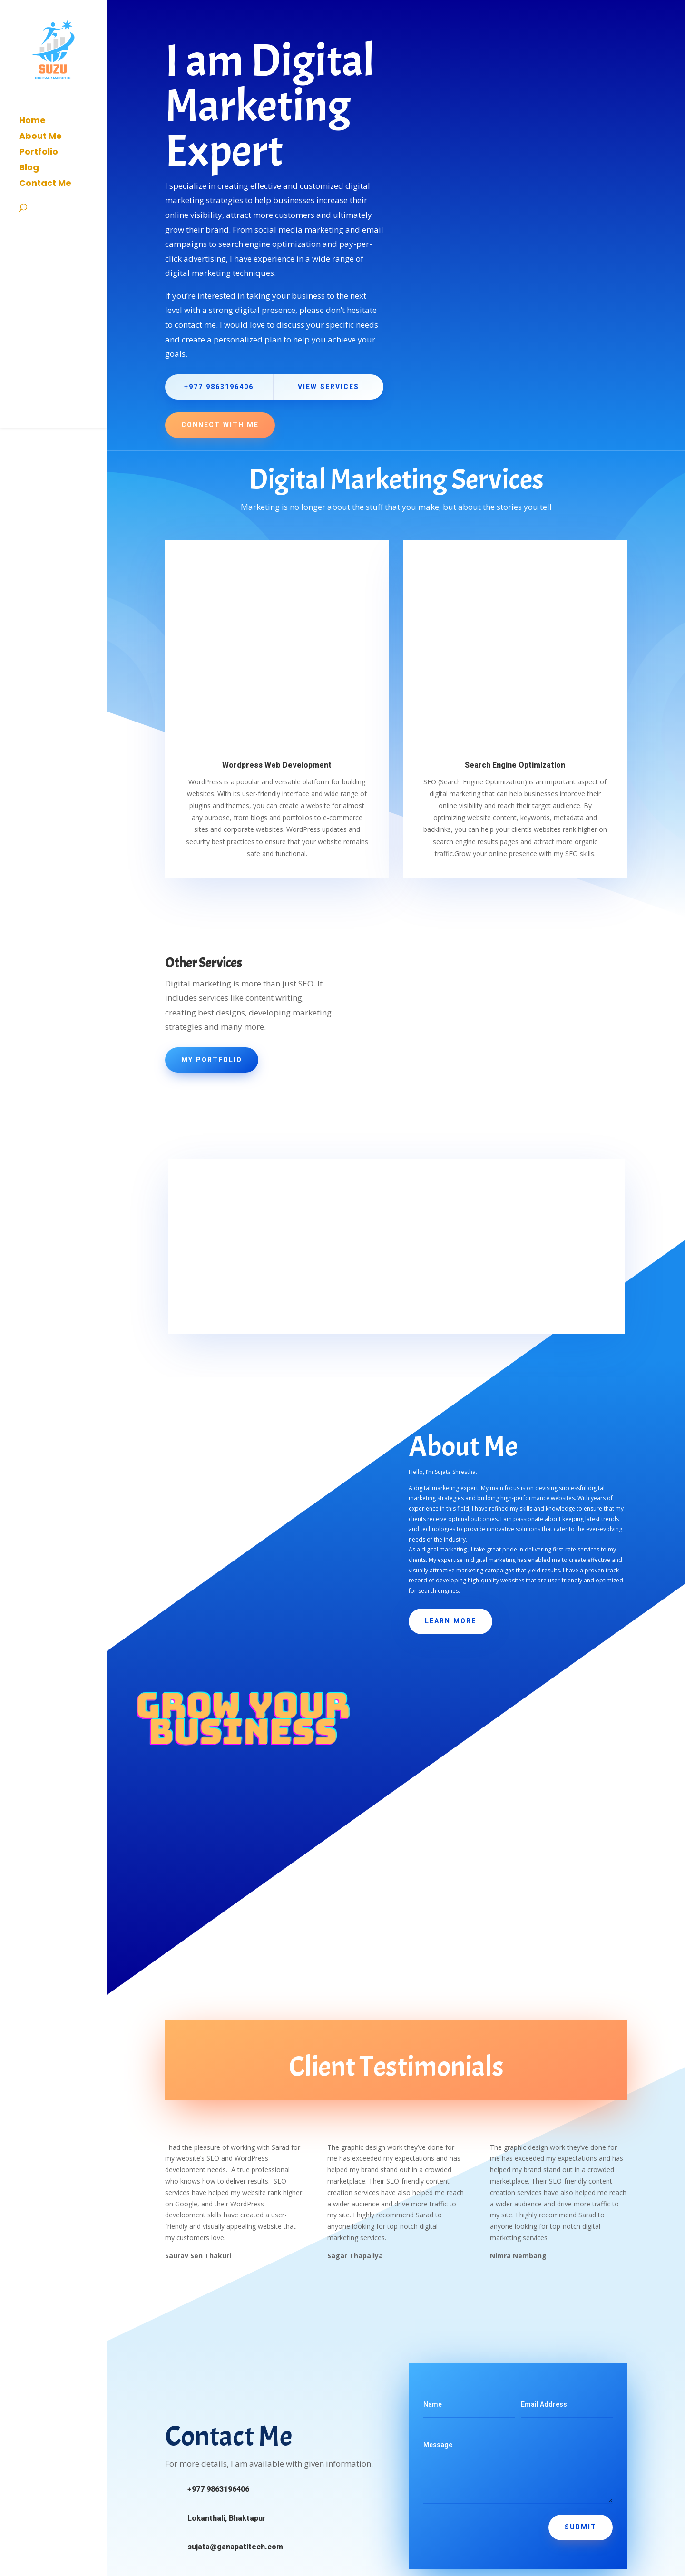 SUZU
DIGITAL MARKETER
Home
About Me
Portfolio
Blog
Contact Me
I am Digital
Marketing
Expert
I specialize in creating effective and customized digital
marketing strategies to help businesses increase their
online visibility, attract more customers and ultimately
grow their brand. From social media marketing and email
campaigns to search engine optimization and pay-per-
click advertising, I have experience in a wide range of
digital marketing techniques.
If you’re interested in taking your business to the next
level with a strong digital presence, please don’t hesitate
to contact me. I would love to discuss your specific needs
and create a personalized plan to help you achieve your
goals.
+977 9863196406
VIEW SERVICES
CONNECT WITH ME
Digital Marketing Services
Marketing is no longer about the stuff that you make, but about the stories you tell
Wordpress Web Development
WordPress is a popular and versatile platform for building
websites. With its user-friendly interface and wide range of
plugins and themes, you can create a website for almost
any purpose, from blogs and portfolios to e-commerce
sites and corporate websites. WordPress updates and
security best practices to ensure that your website remains
safe and functional.
Search Engine Optimization
SEO (Search Engine Optimization) is an important aspect of
digital marketing that can help businesses improve their
online visibility and reach their target audience. By
optimizing website content, keywords, metadata and
backlinks, you can help your client’s websites rank higher on
search engine results pages and attract more organic
traffic.Grow your online presence with my SEO skills.
Other Services
Digital marketing is more than just SEO. It
includes services like content writing,
creating best designs, developing marketing
strategies and many more.
MY PORTFOLIO
About Me
Hello, I’m Sujata Shrestha.
A digital marketing expert. My main focus is on devising successful digital
marketing strategies and building high-performance websites. With years of
experience in this field, I have refined my skills and knowledge to ensure that my
clients receive optimal outcomes. I am passionate about keeping latest trends
and technologies to provide innovative solutions that cater to the ever-evolving
needs of the industry.
As a digital marketing , I take great pride in delivering first-rate services to my
clients. My expertise in digital marketing has enabled me to create effective and
visually attractive marketing campaigns that yield results. I have a proven track
record of developing high-quality websites that are user-friendly and optimized
for search engines.
LEARN MORE
GROW YOUR
BUSINESS
Client Testimonials
I had the pleasure of working with Sarad for
my website’s SEO and WordPress
development needs.  A true professional
who knows how to deliver results.  SEO
services have helped my website rank higher
on Google, and their WordPress
development skills have created a user-
friendly and visually appealing website that
my customers love.
Saurav Sen Thakuri
The graphic design work they’ve done for
me has exceeded my expectations and has
helped my brand stand out in a crowded
marketplace. Their SEO-friendly content
creation services have also helped me reach
a wider audience and drive more traffic to
my site. I highly recommend Sarad to
anyone looking for top-notch digital
marketing services.
Sagar Thapaliya
The graphic design work they’ve done for
me has exceeded my expectations and has
helped my brand stand out in a crowded
marketplace. Their SEO-friendly content
creation services have also helped me reach
a wider audience and drive more traffic to
my site. I highly recommend Sarad to
anyone looking for top-notch digital
marketing services.
Nimra Nembang
Contact Me
For more details, I am available with given information.
+977 9863196406
Lokanthali, Bhaktapur
sujata@ganapatitech.com
Name
Email Address
Message
SUBMIT